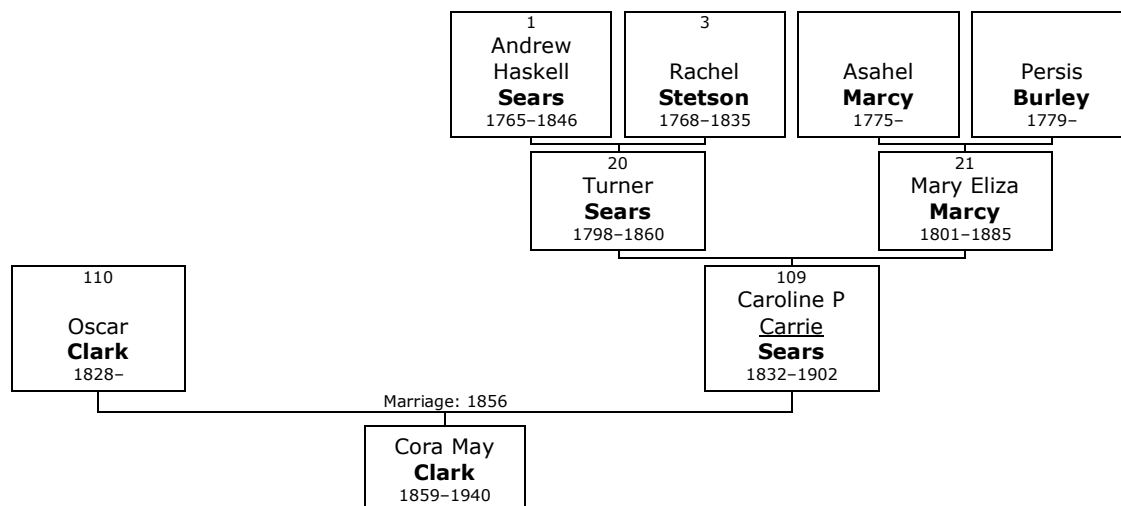 1
Andrew
Haskell
Sears
1765–1846
3
Rachel
Stetson
1768–1835
Asahel
Marcy
1775–
Persis
Burley
1779–
20
Turner
Sears
1798–1860
21
Mary Eliza
Marcy
1801–1885
110
Oscar
Clark
1828–
109
Caroline P
Carrie
Sears
1832–1902
Marriage: 1856
Cora May
Clark
1859–1940